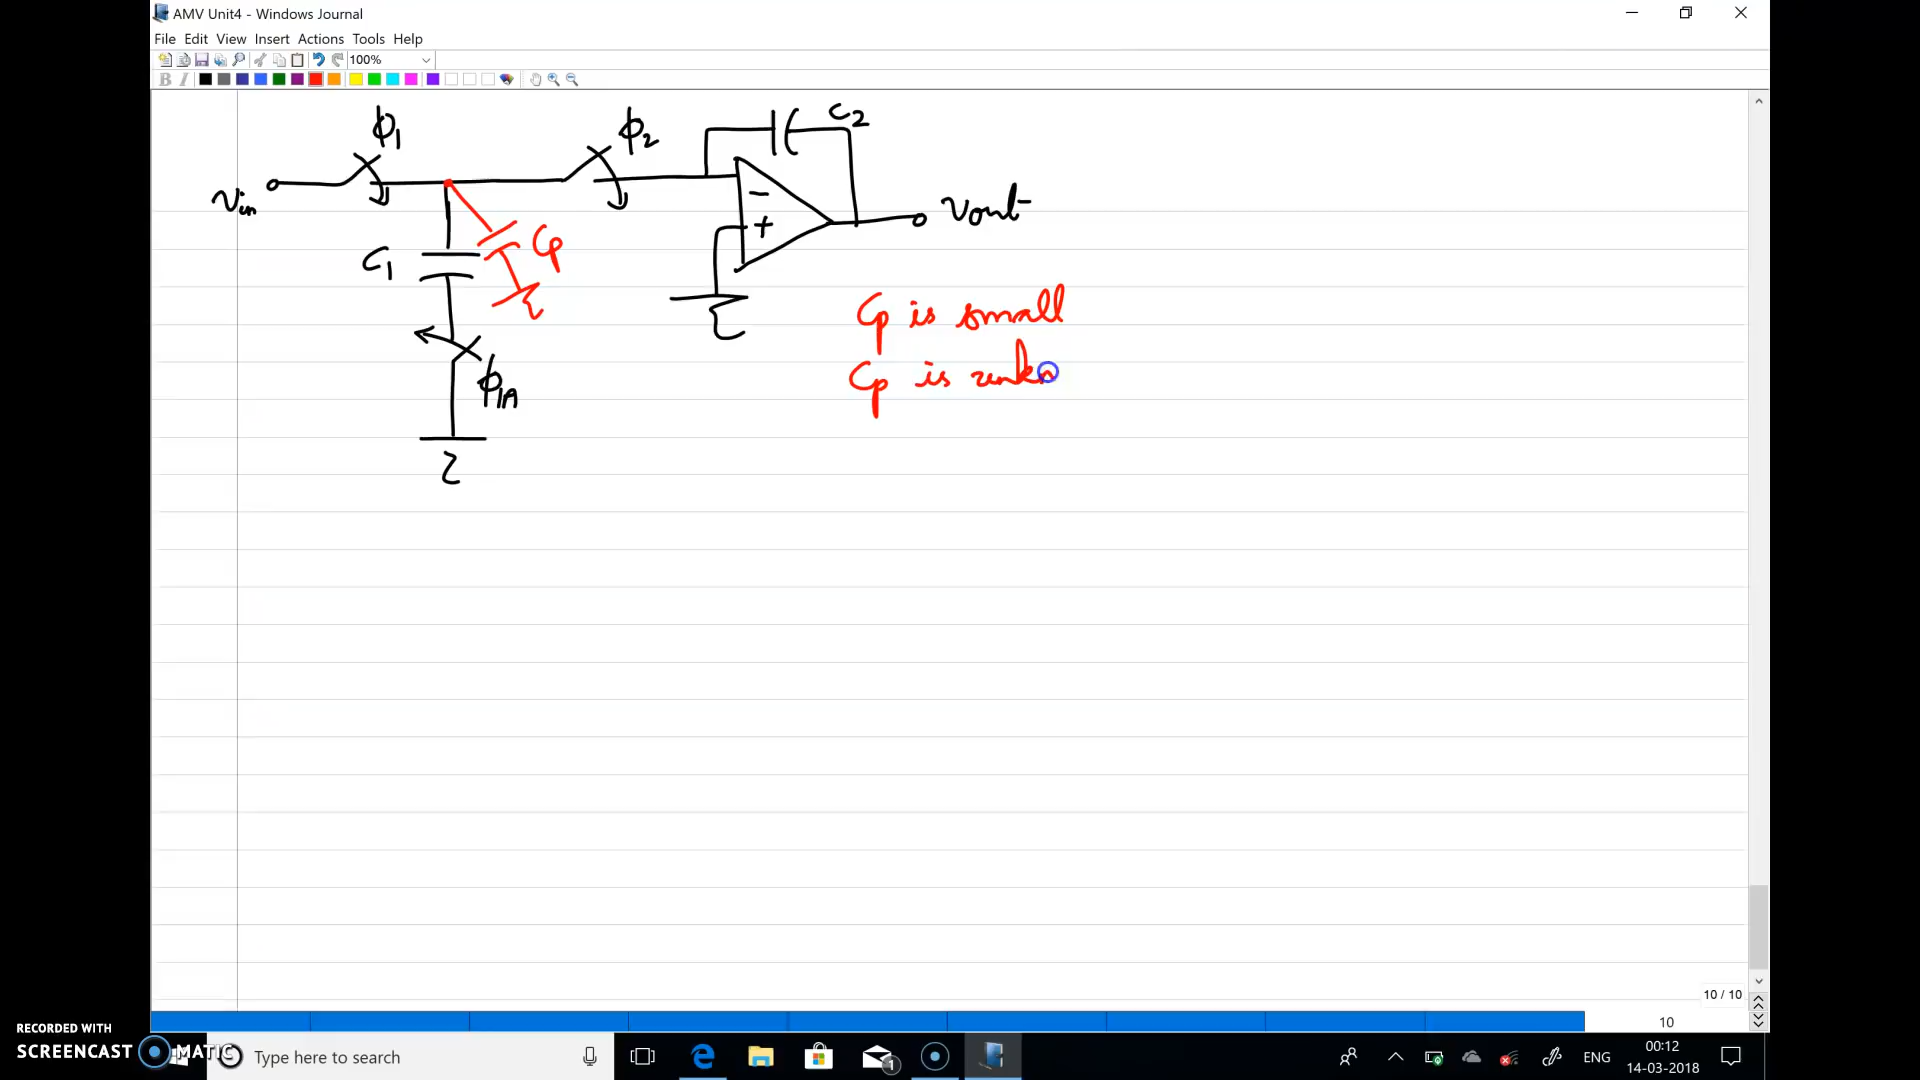 AMV Unit4 - Windows Journal
File Edit View Insert Actions Tools Help
100%
B I
ϕ1
ϕ2
C2
Vin
Vout
C1
Cp
Cp is small
Cp is unkn
ϕ1A
10 / 10
10
RECORDED WITH
SCREENCAST MATIC
Type here to search
1
ENG
00:12
14-03-2018